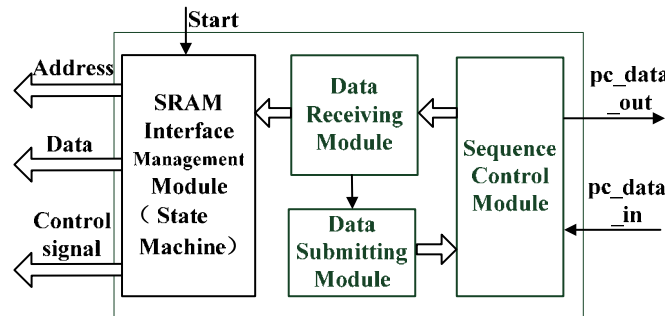 Start
Address
Data
Control
signal
SRAM
Interface
Management
Module
( State
Machine)
Data
Receiving
Module
Data
Submitting
Module
Sequence
Control
Module
pc_data
_out
pc_data
_in